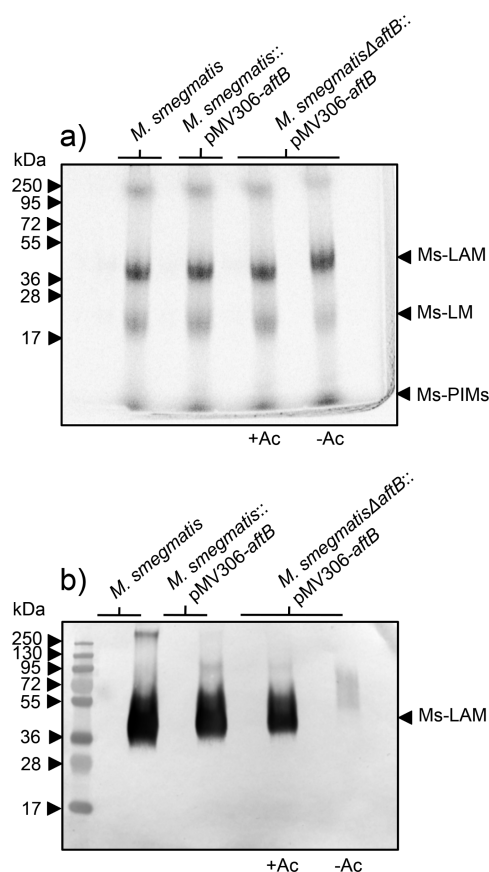 a)
M. smegmatis
M. smegmatis::
pMV306-aftB
M. smegmatisΔaftB::
pMV306-aftB
kDa
250
95
72
55
36
28
17
Ms-LAM
Ms-LM
Ms-PIMs
+Ac -Ac
b)
M. smegmatis
M. smegmatis::
pMV306-aftB
M. smegmatisΔaftB::
pMV306-aftB
kDa
250
130
95
72
55
36
28
17
Ms-LAM
+Ac -Ac